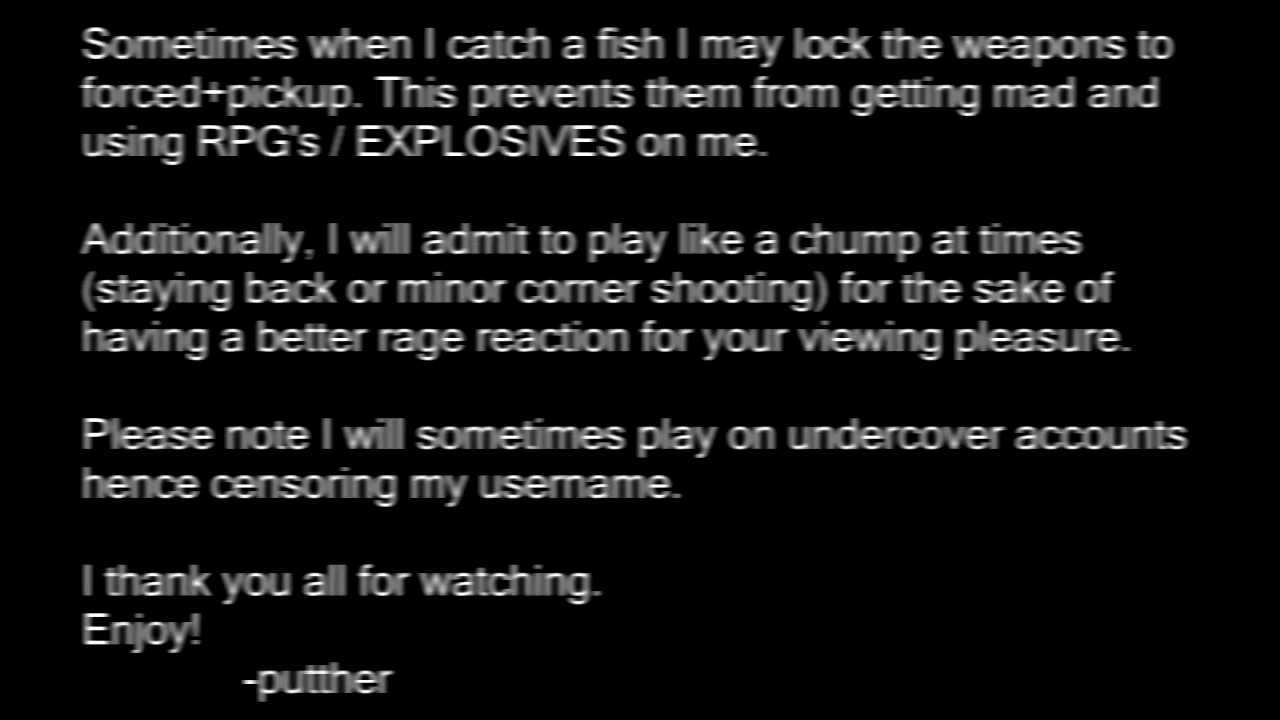 Sometimes when I catch a fish I may lock the weapons to
forced+pickup. This prevents them from getting mad and
using RPG's / EXPLOSIVES on me.
Additionally, I will admit to play like a chump at times
(staying back or minor corner shooting) for the sake of
having a better rage reaction for your viewing pleasure.
Please note I will sometimes play on undercover accounts
hence censoring my username.
I thank you all for watching.
Enjoy!
-putther